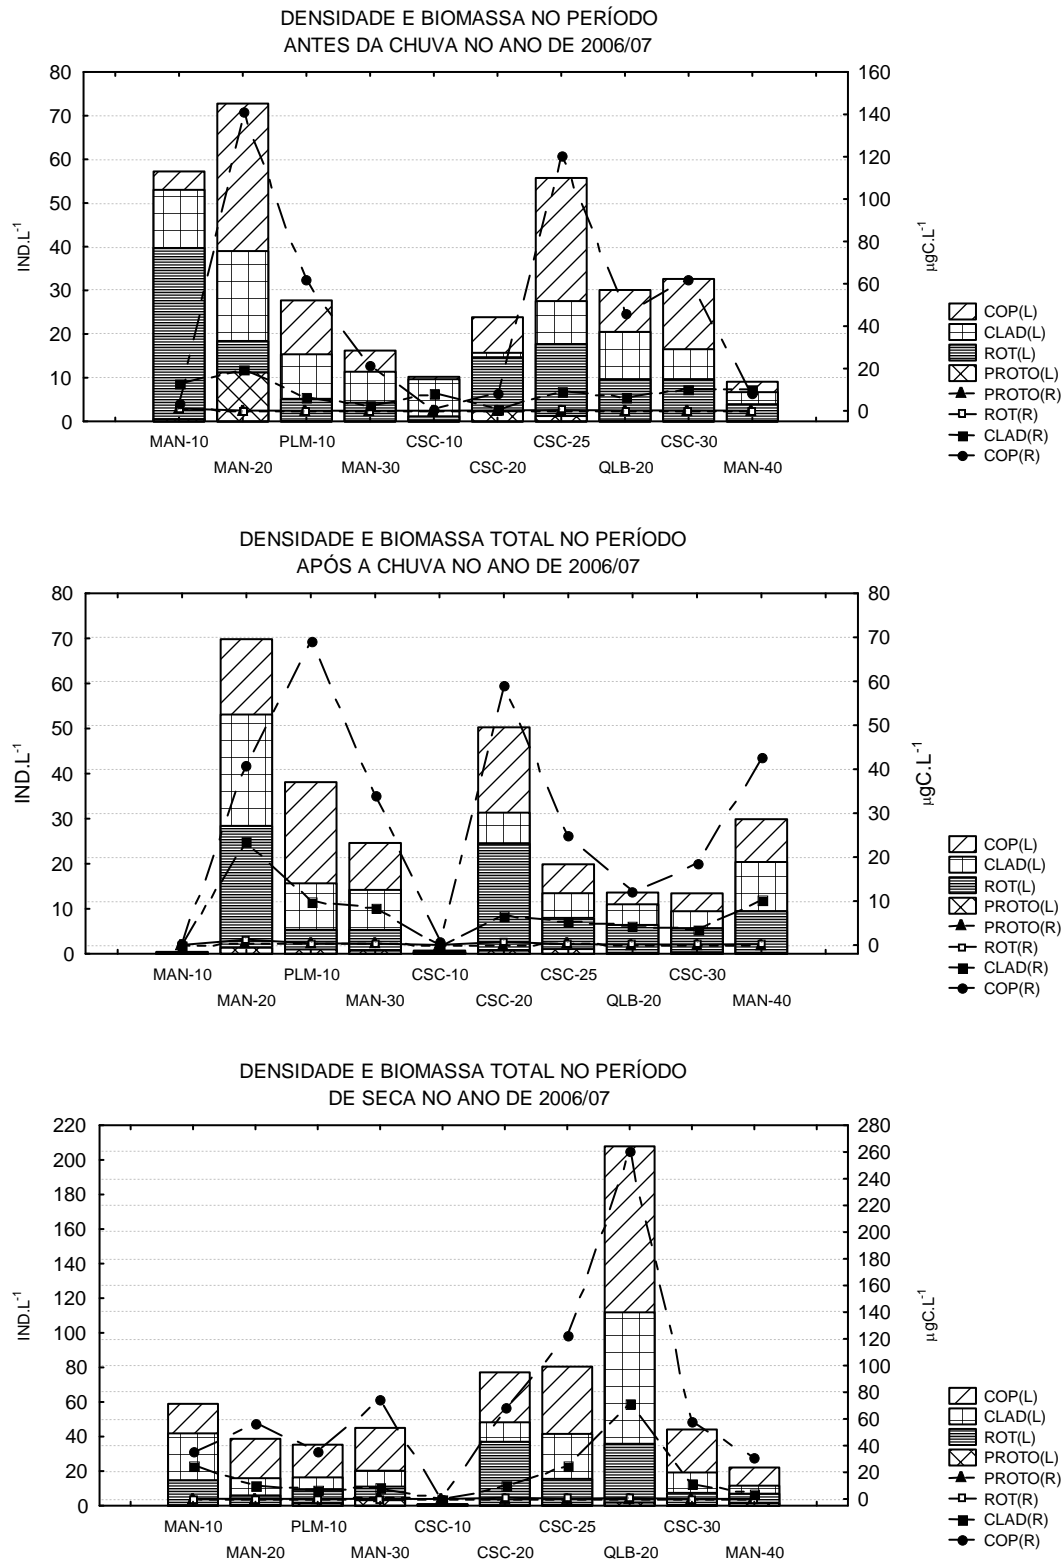 DENSIDADE E BIOMASSA NO PERÍODO
ANTES DA CHUVA NO ANO DE 2006/07
80
70
60
50
40
30
20
10
0
IND.L-1
160
140
120
100
80
60
40
20
0
µgC.L-1
MAN-10
MAN-20
PLM-10
MAN-30
CSC-10
CSC-20
CSC-25
QLB-20
CSC-30
MAN-40
COP(L)
CLAD(L)
ROT(L)
PROTO(L)
PROTO(R)
ROT(R)
CLAD(R)
COP(R)
DENSIDADE E BIOMASSA TOTAL NO PERÍODO
APÓS A CHUVA NO ANO DE 2006/07
80
70
60
50
40
30
20
10
0
IND.L-1
80
70
60
50
40
30
20
10
0
µgC.L-1
MAN-10
MAN-20
PLM-10
MAN-30
CSC-10
CSC-20
CSC-25
QLB-20
CSC-30
MAN-40
COP(L)
CLAD(L)
ROT(L)
PROTO(L)
PROTO(R)
ROT(R)
CLAD(R)
COP(R)
DENSIDADE E BIOMASSA TOTAL NO PERÍODO
DE SECA NO ANO DE 2006/07
220
200
180
160
140
120
100
80
60
40
20
0
IND.L-1
280
260
240
220
200
180
160
140
120
100
80
60
40
20
0
µgC.L-1
MAN-10
MAN-20
PLM-10
MAN-30
CSC-10
CSC-20
CSC-25
QLB-20
CSC-30
MAN-40
COP(L)
CLAD(L)
ROT(L)
PROTO(L)
PROTO(R)
ROT(R)
CLAD(R)
COP(R)